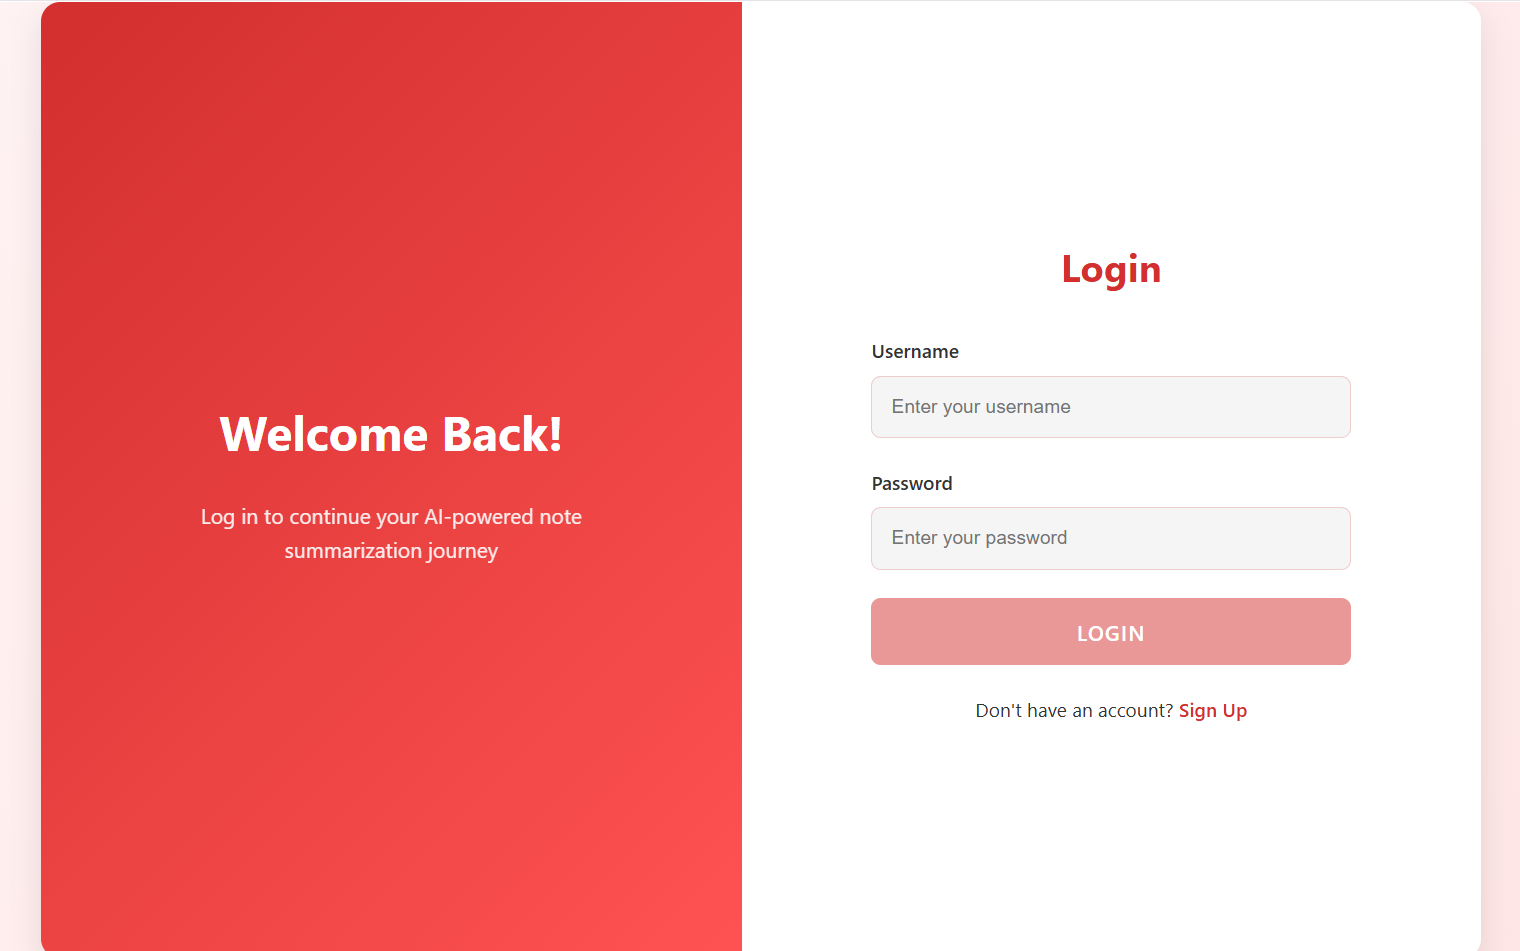 Welcome Back!
Log in to continue your AI-powered note
summarization journey
Login
Username
Enter your username
Password
Enter your password
LOGIN
Don't have an account? Sign Up